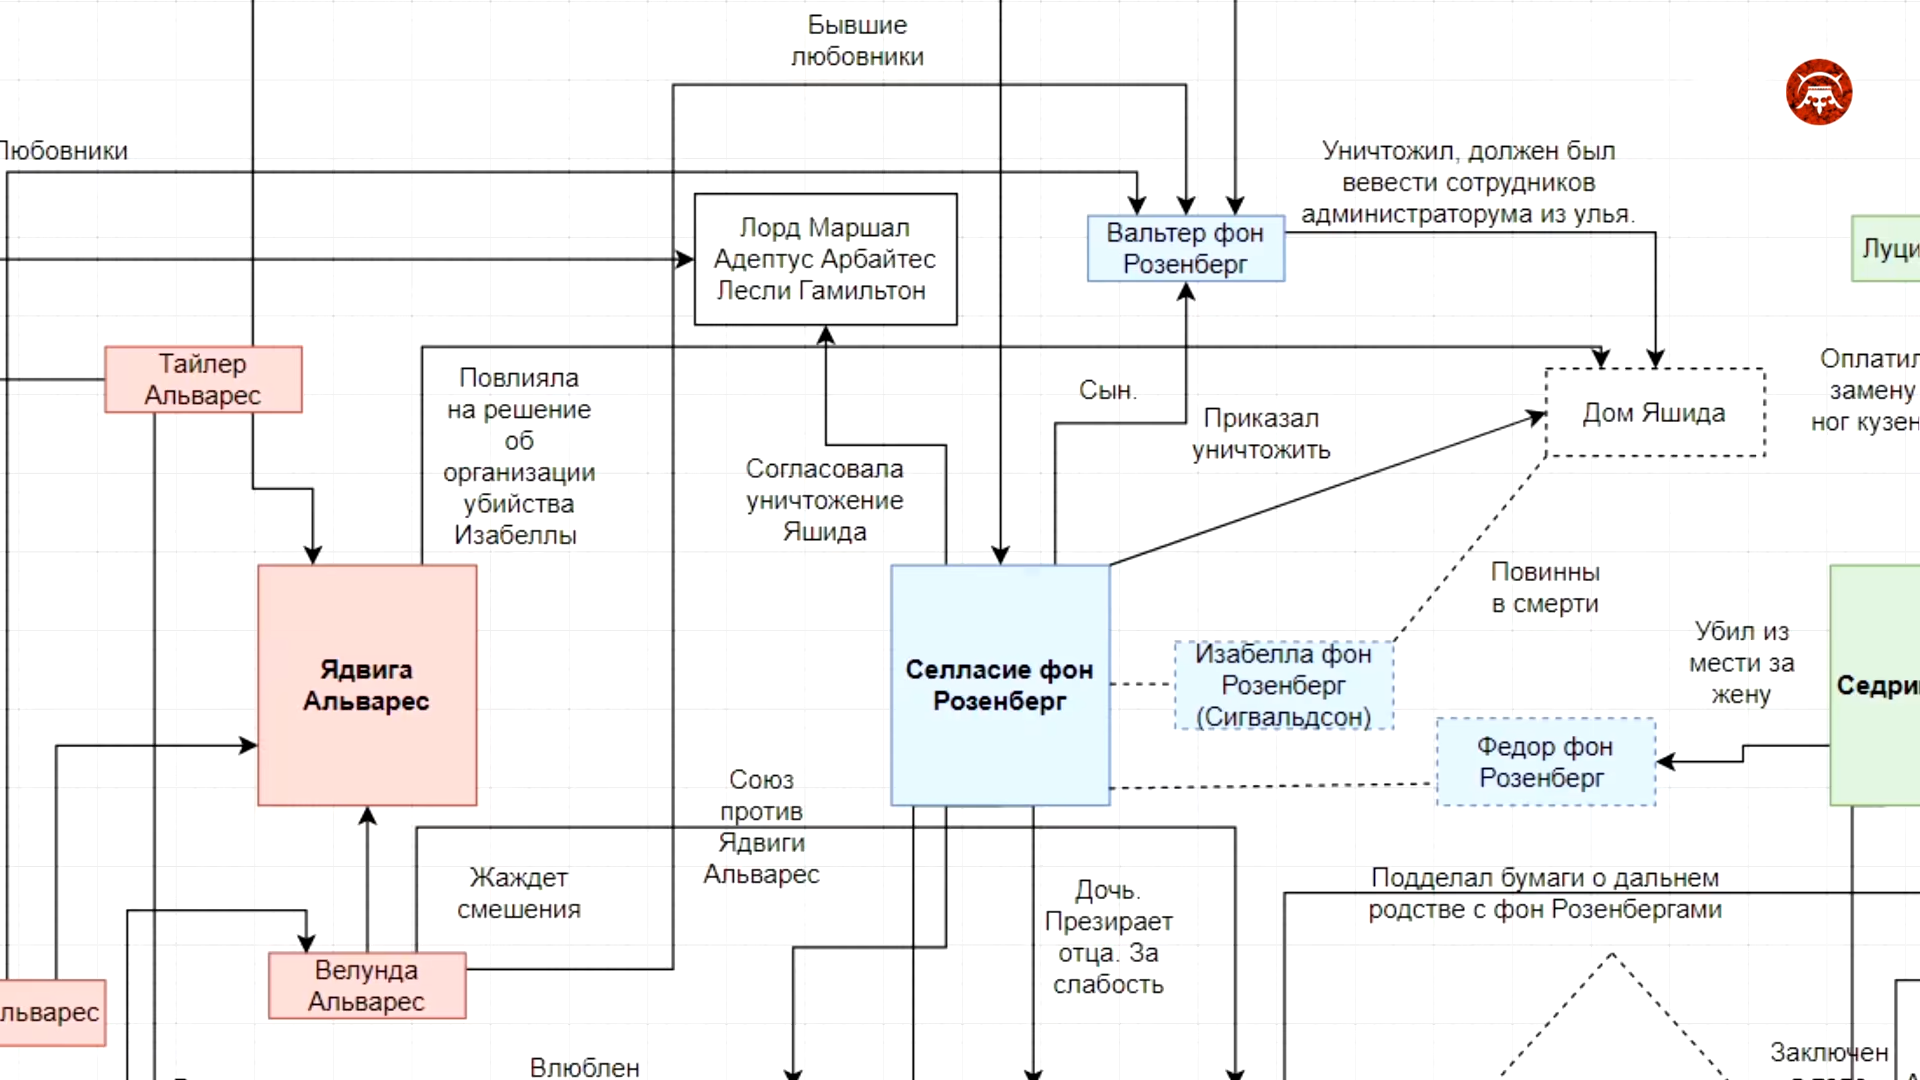 Бывшие
любовники
Любовники
Уничтожил, должен был
вевести сотрудников
администраторума из улья.
Лорд Маршал
Адептус Арбайтес
Лесли Гамильтон
Вальтер фон
Розенберг
Луци
Тайлер
Альварес
Повлияла
на решение
об
организации
убийства
Изабеллы
Сын.
Приказал
уничтожить
Дом Яшида
Оплатил
замену
ног кузен
Согласовала
уничтожение
Яшида
Повинны
в смерти
Ядвига
Альварес
Селласие фон
Розенберг
Изабелла фон
Розенберг
(Сигвальдсон)
Убил из
мести за
жену
Седри
Федор фон
Розенберг
Союз
против
Ядвиги
Альварес
Жаждет
смешения
Дочь.
Презирает
отца. За
слабость
Подделал бумаги о дальнем
родстве с фон Розенбергами
Велунда
Альварес
льварес
Влюблен
Заключен